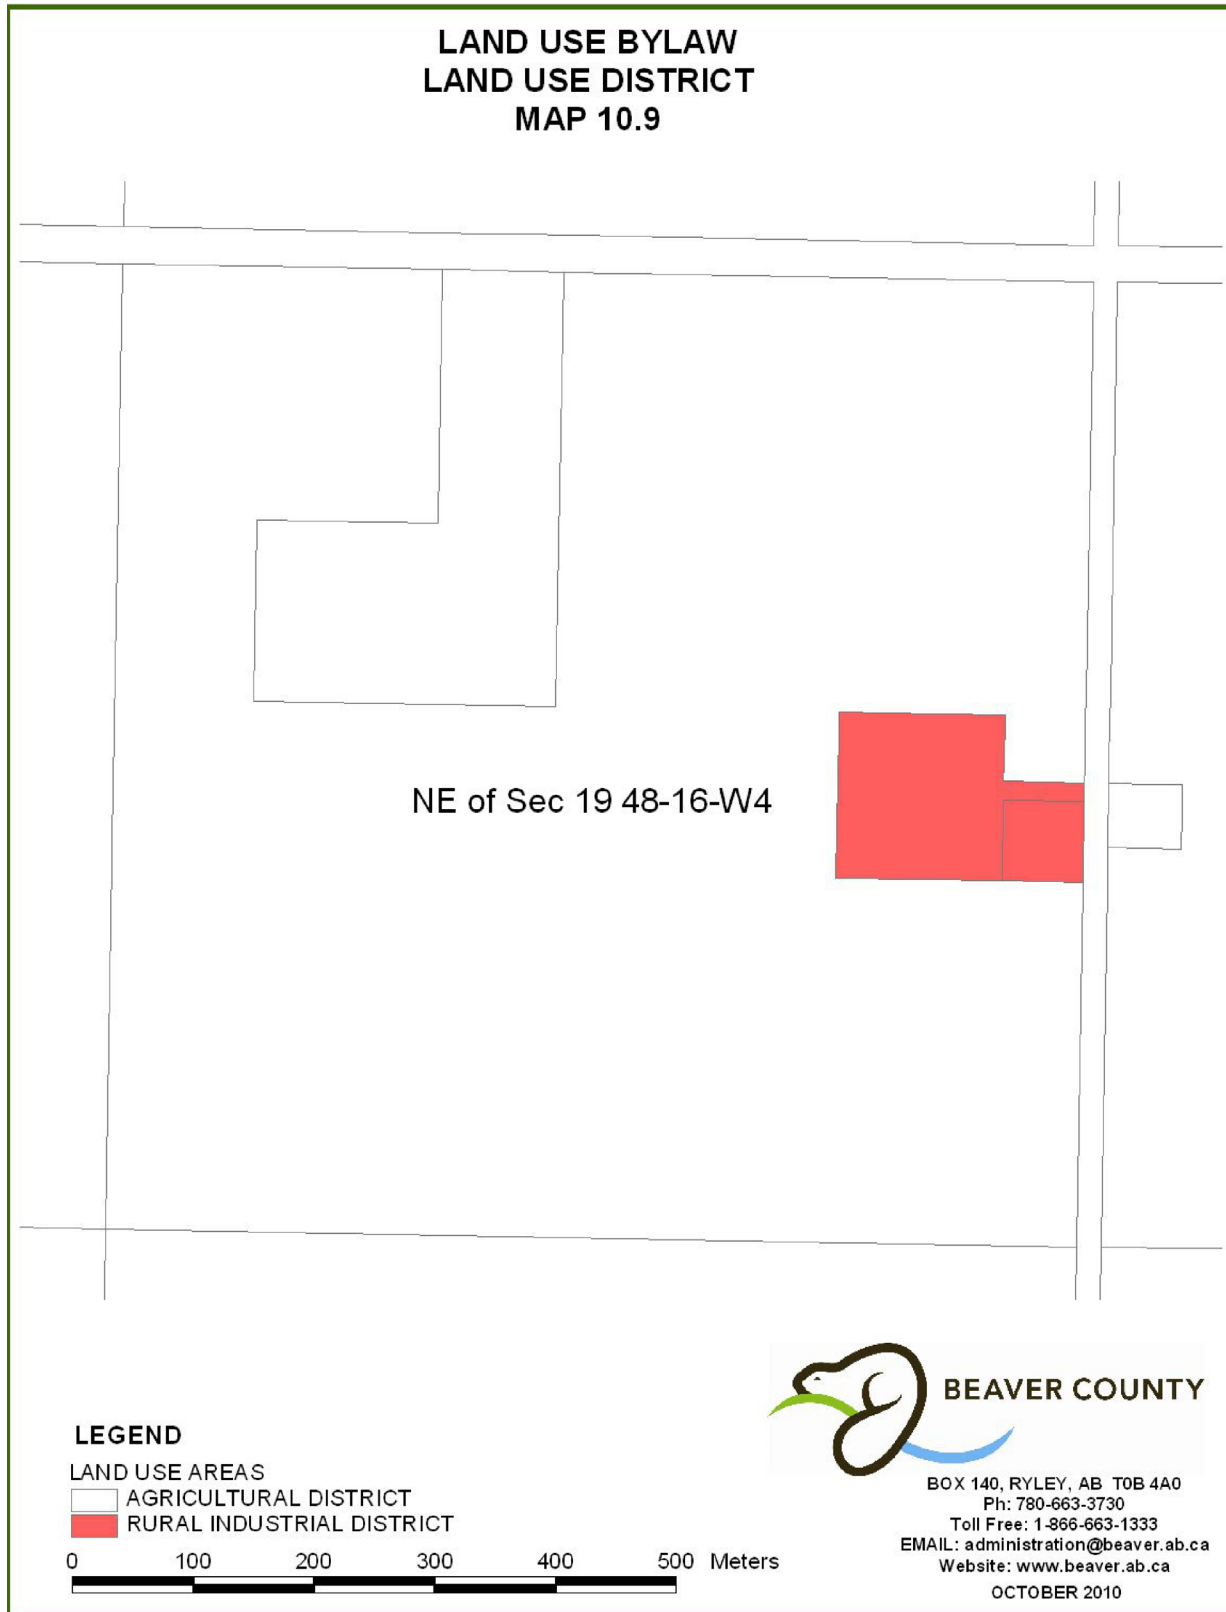 LAND USE BYLAW
LAND USE DISTRICT
MAP 10.9
NE of Sec 19 48-16-W4
BEAVER COUNTY
BOX 140, RYLEY, AB T0B 4A0
Ph: 780-663-3730
Toll Free: 1-866-663-1333
EMAIL: administration@beaver.ab.ca
Website: www.beaver.ab.ca
OCTOBER 2010
LEGEND
LAND USE AREAS
AGRICULTURAL DISTRICT
RURAL INDUSTRIAL DISTRICT
0 100 200 300 400 500 Meters